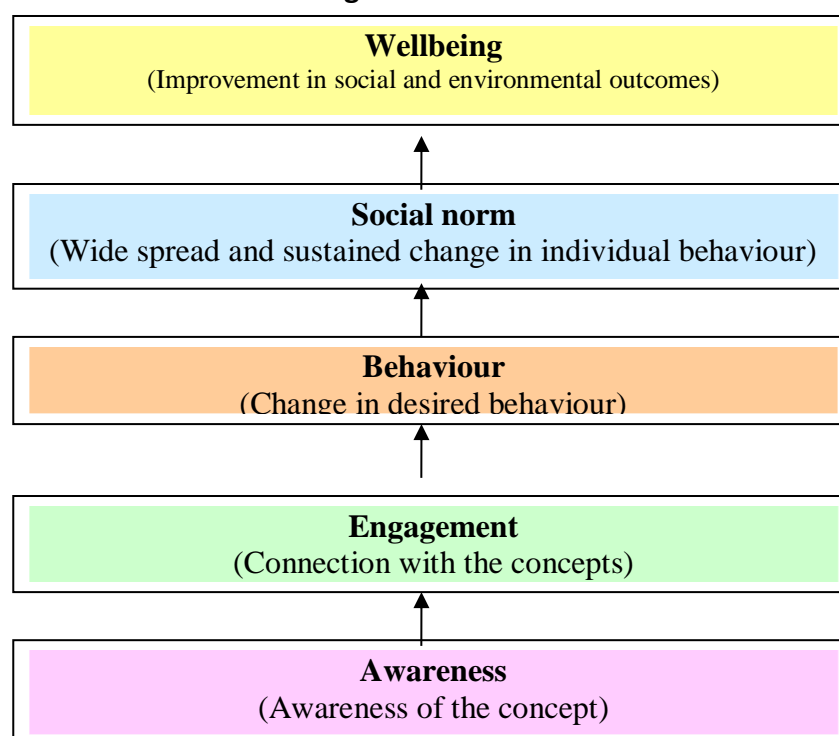 Wellbeing
(Improvement in social and environmental outcomes)
Social norm
(Wide spread and sustained change in individual behaviour)
Behaviour
(Change in desired behaviour)
Engagement
(Connection with the concepts)
Awareness
(Awareness of the concept)